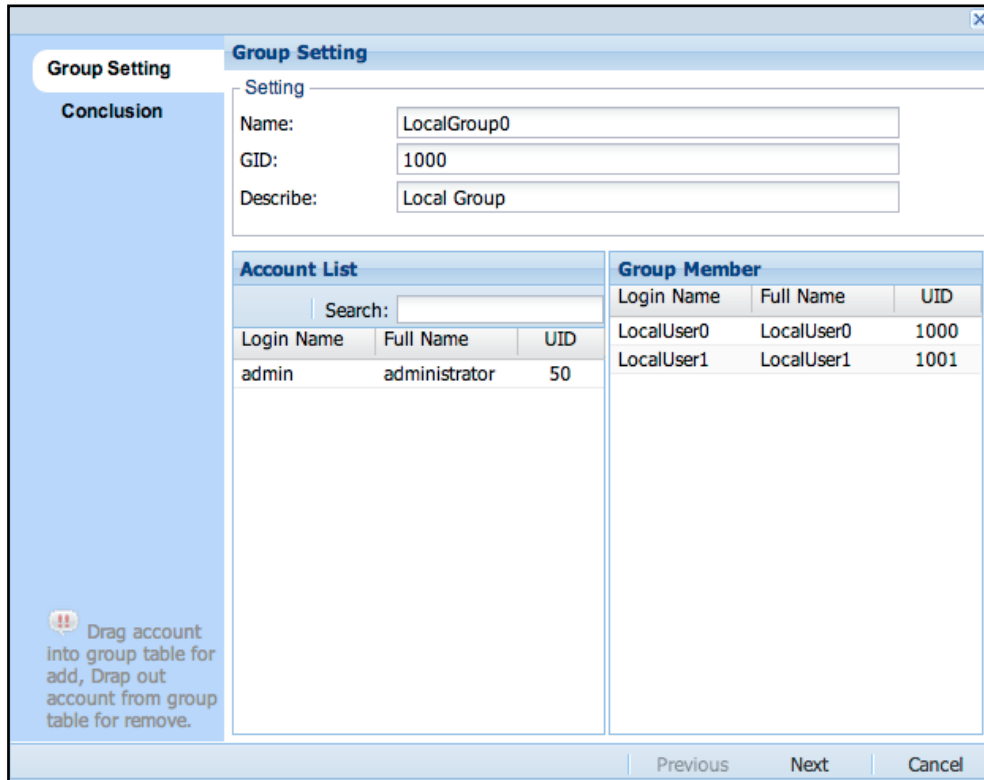 Group Setting
Conclusion
Group Setting
Setting
Name: LocalGroup0
GID: 1000
Describe: Local Group
Account List
Search:
Login Name Full Name UID
admin administrator 50
Group Member
Login Name Full Name UID
LocalUser0 LocalUser0 1000
LocalUser1 LocalUser1 1001
!! Drag account
into group table for
add, Drap out
account from group
table for remove.
Previous Next Cancel